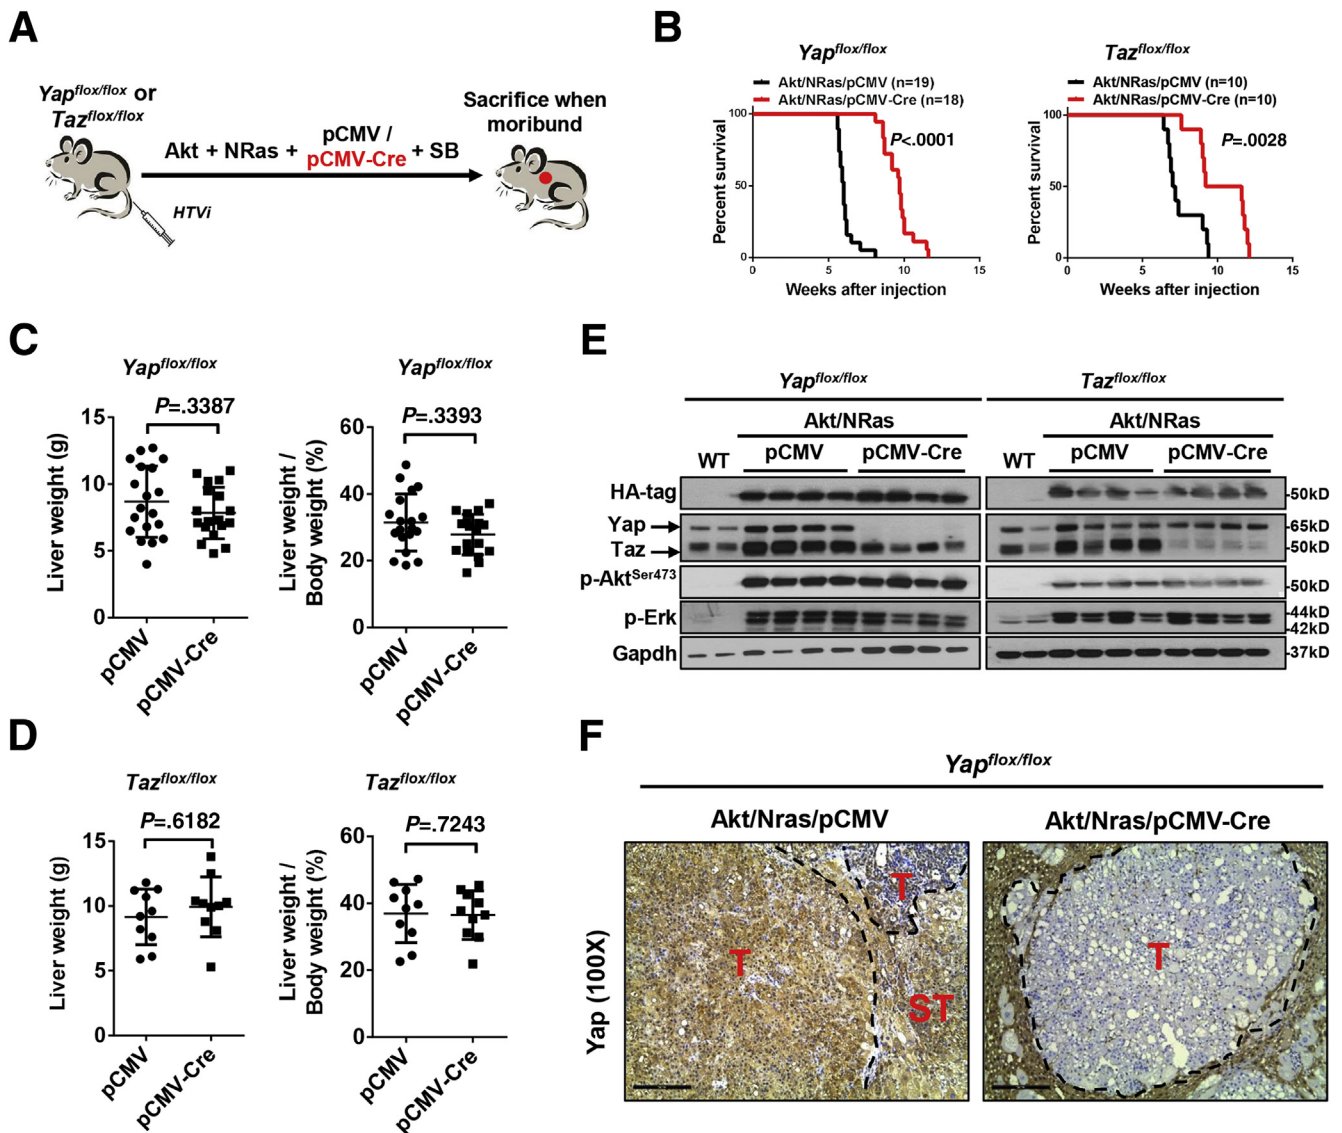 A
Yap flox/flox or
Taz flox/flox
Akt + NRas + pCMV / pCMV-Cre + SB
HTVi
Sacrifice when
moribund
B
Yap flox/flox
Akt/NRas/pCMV (n=19)
Akt/NRas/pCMV-Cre (n=18)
P<.0001
Percent survival
100
50
0
0 5 10 15
Weeks after injection
Taz flox/flox
Akt/NRas/pCMV (n=10)
Akt/NRas/pCMV-Cre (n=10)
P=.0028
Percent survival
100
50
0
0 5 10 15
Weeks after injection
C
Yap flox/flox
P=.3387
Liver weight (g)
15
10
5
0
pCMV
pCMV-Cre
Yap flox/flox
P=.3393
Liver weight /
Body weight (%)
60
40
20
0
pCMV
pCMV-Cre
D
Taz flox/flox
P=.6182
Liver weight (g)
15
10
5
0
pCMV
pCMV-Cre
Taz flox/flox
P=.7243
Liver weight /
Body weight (%)
60
40
20
0
pCMV
pCMV-Cre
E
Yap flox/flox
Taz flox/flox
Akt/NRas
Akt/NRas
WT pCMV pCMV-Cre
WT pCMV pCMV-Cre
HA-tag
-50kD
Yap
-65kD
Taz
-50kD
p-Akt Ser473
-50kD
p-Erk
-44kD
-42kD
Gapdh
-37kD
F
Yap flox/flox
Akt/Nras/pCMV
Akt/Nras/pCMV-Cre
Yap (100X)
T
T
ST
T